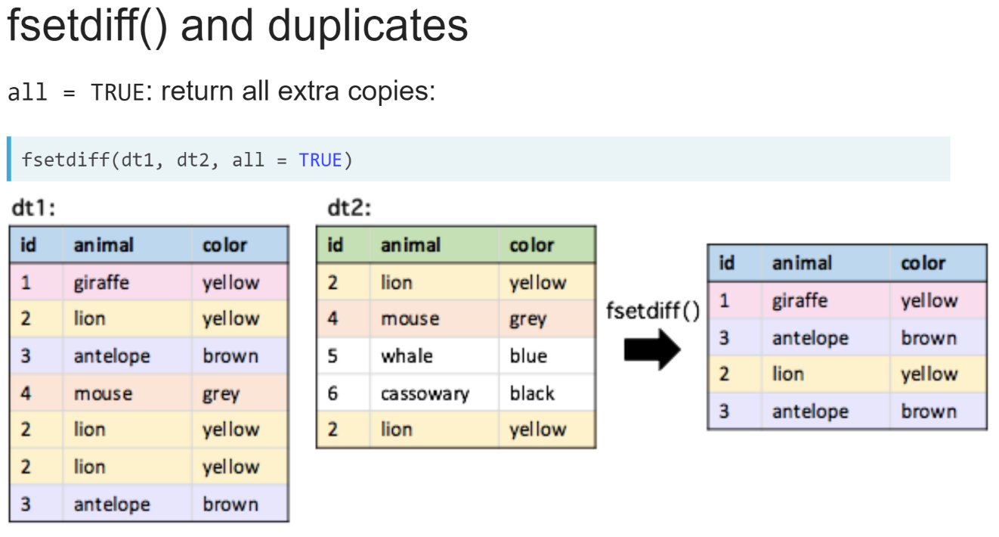 fsetdiff() and duplicates
all = TRUE: return all extra copies:
fsetdiff(dt1, dt2, all = TRUE)
dt1:
id animal color
1 giraffe yellow
2 lion yellow
3 antelope brown
4 mouse grey
2 lion yellow
2 lion yellow
3 antelope brown
dt2:
id animal color
2 lion yellow
4 mouse grey
5 whale blue
6 cassowary black
2 lion yellow
fsetdiff()
id animal color
1 giraffe yellow
3 antelope brown
2 lion yellow
3 antelope brown